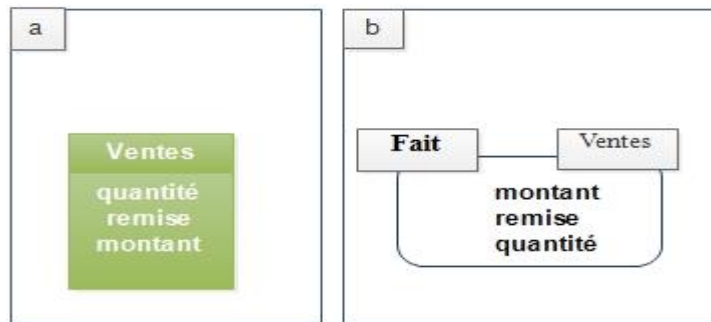 a
Ventes
quantité
remise
montant
b
Fait
Ventes
montant
remise
quantité